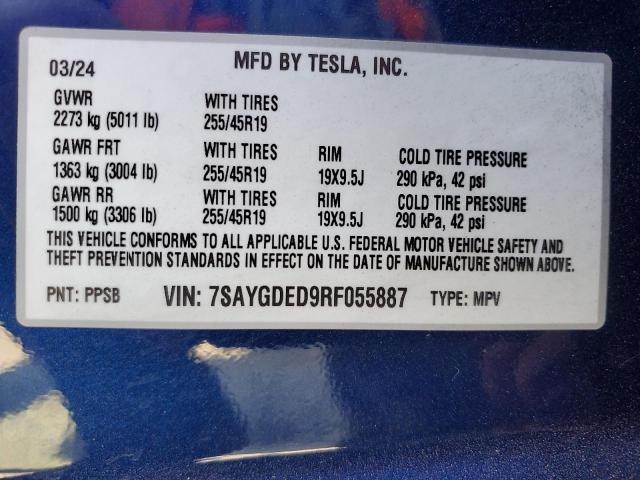 03/24 MFD BY TESLA, INC.
GVWR WITH TIRES
2273 kg (5011 lb) 255/45R19
GAWR FRT WITH TIRES RIM COLD TIRE PRESSURE
1363 kg (3004 lb) 255/45R19 19X9.5J 290 kPa, 42 psi
GAWR RR WITH TIRES RIM COLD TIRE PRESSURE
1500 kg (3306 lb) 255/45R19 19X9.5J 290 kPa, 42 psi
THIS VEHICLE CONFORMS TO ALL APPLICABLE U.S. FEDERAL MOTOR VEHICLE SAFETY AND
THEFT PREVENTION STANDARDS IN EFFECT ON THE DATE OF MANUFACTURE SHOWN ABOVE.
PNT: PPSB VIN: 7SAYGDED9RF055887 TYPE: MPV